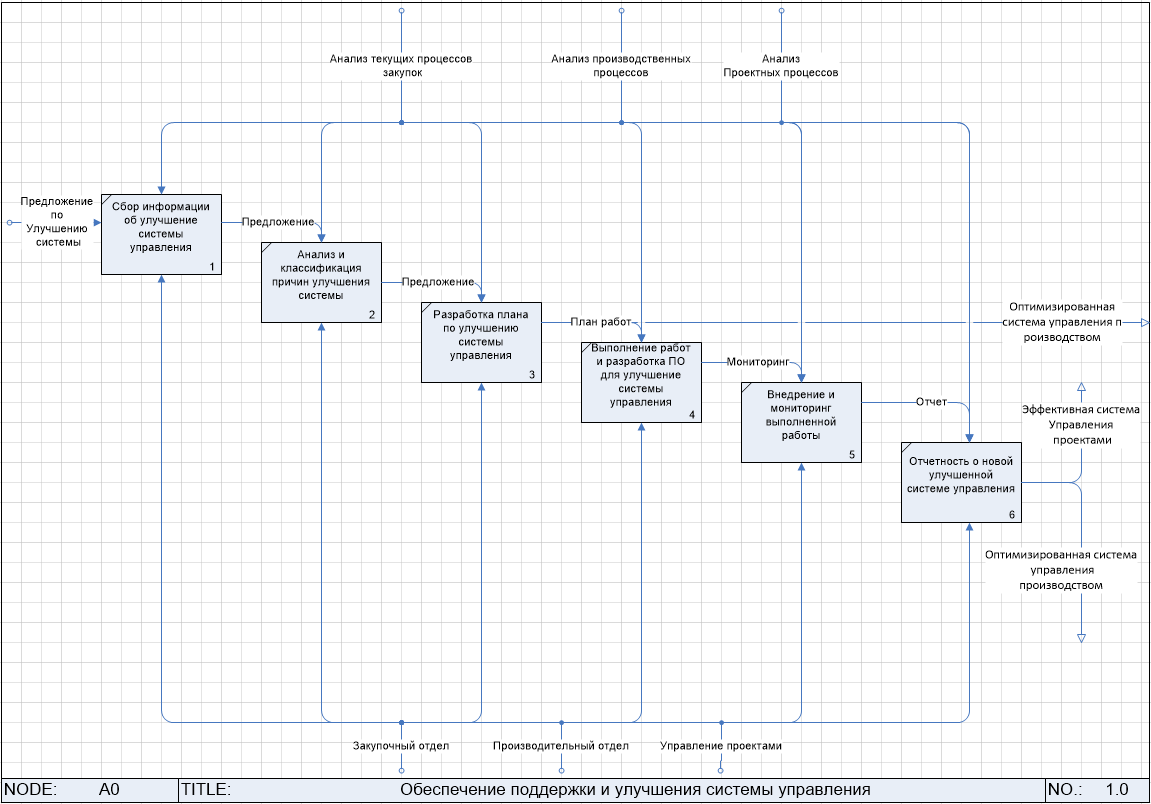 Анализ текущих процессов
закупок
Анализ производственных
процессов
Анализ
Проектных процессов
Предложение
по
Улучшению
системы
Сбор информации
об улучшение
системы
управления
1
Предложение
Анализ и
классификация
причин улучшения
системы
2
Предложение
Разработка плана
по улучшению
системы
управления
3
План работ
Выполнение работ
и разработка ПО
для улучшение
системы
управления
4
Мониторинг
Внедрение и
мониторинг
выполненной
работы
5
Отчет
Отчетность о новой
улучшенной
системе управления
6
Оптимизированная
система управления п
роизводством
Эффективная система
Управления
проектами
Оптимизированная система
управления
производством
Закупочный отдел
Производительный отдел
Управление проектами
NODE: A0 TITLE: Обеспечение поддержки и улучшения системы управления NO.: 1.0